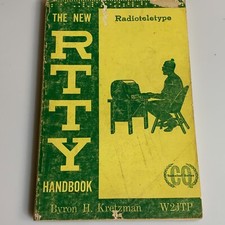 THE NEW
RTTY
HANDBOOK
Radioteletype
CQ
Byron H. Kretzman W2JTP